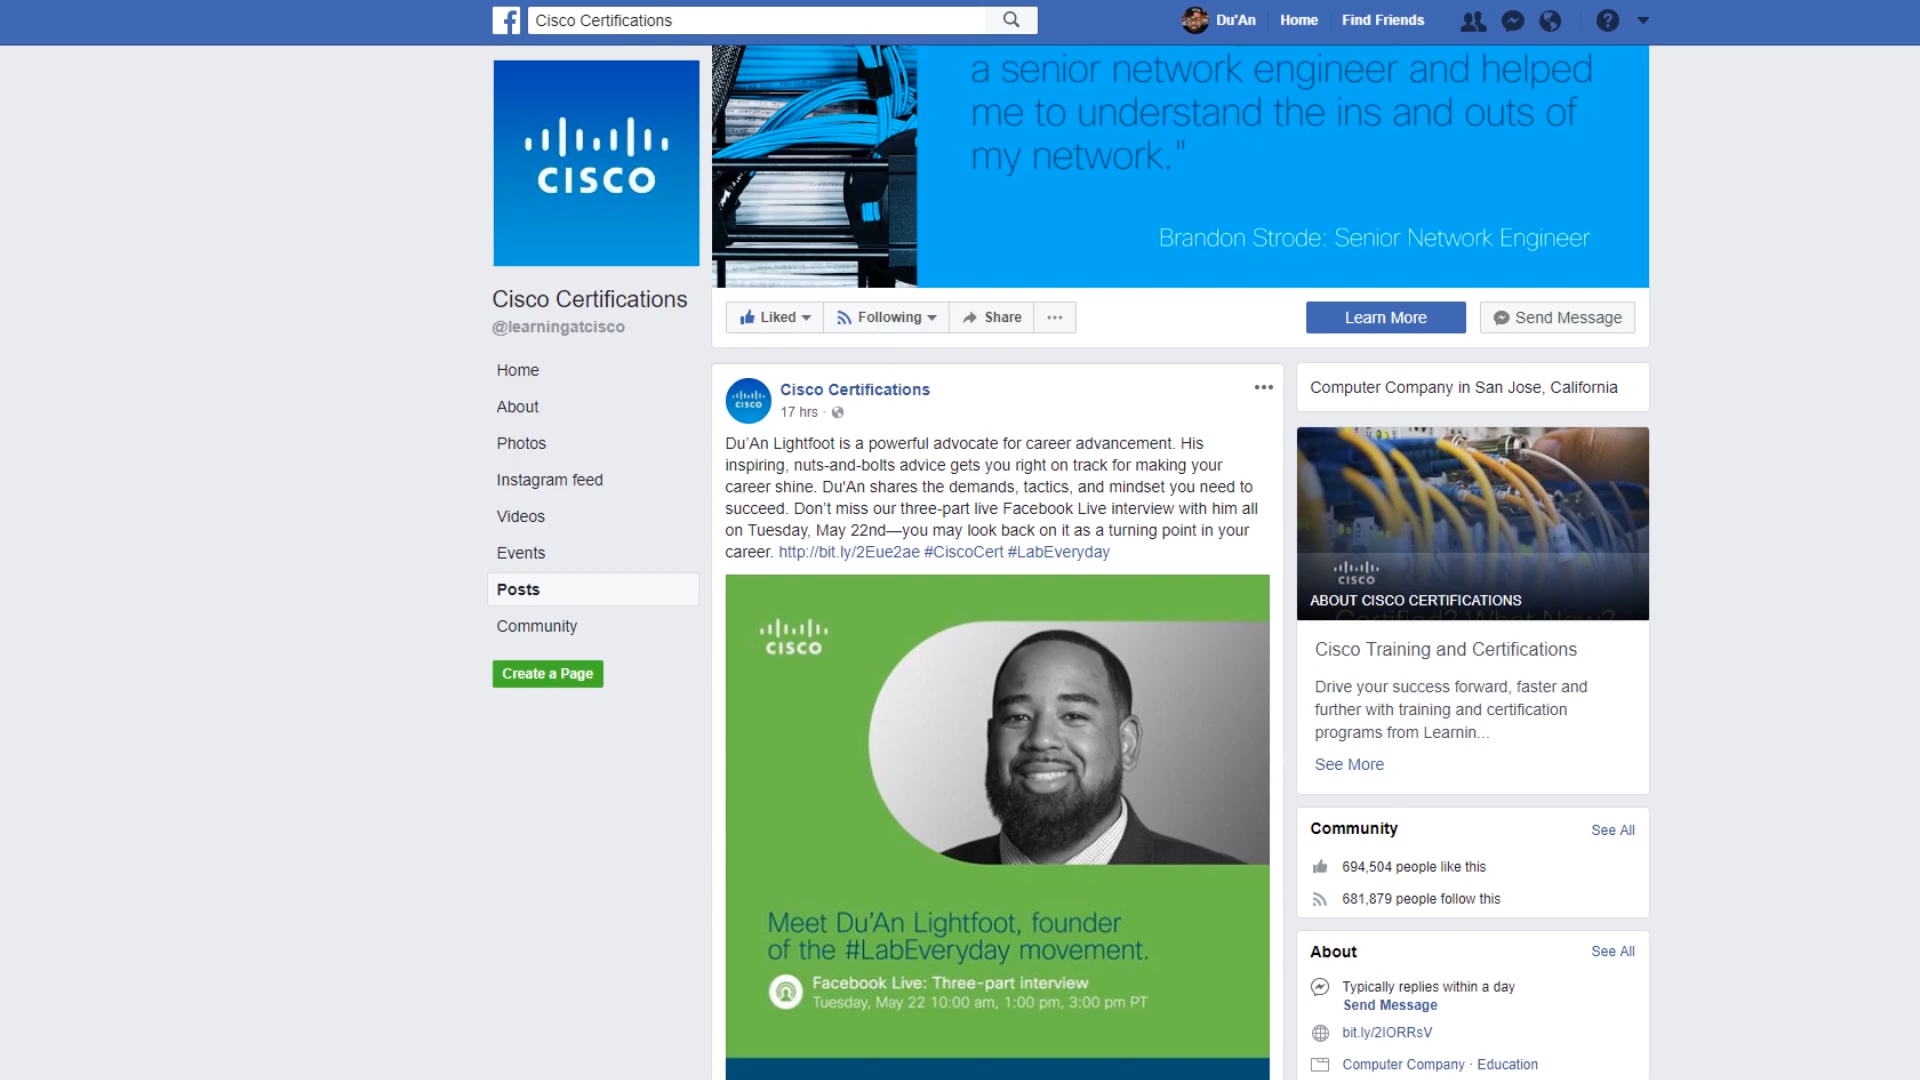 Cisco Certifications
Du'An
Home
Find Friends
CISCO
a senior network engineer and helped
me to understand the ins and outs of
my network."
Brandon Strode: Senior Network Engineer
Cisco Certifications
@learningatcisco
Home
About
Photos
Instagram feed
Videos
Events
Posts
Community
Create a Page
Liked
Following
Share
Learn More
Send Message
CISCO
Cisco Certifications
17 hrs ·
Du’An Lightfoot is a powerful advocate for career advancement. His
inspiring, nuts-and-bolts advice gets you right on track for making your
career shine. Du'An shares the demands, tactics, and mindset you need to
succeed. Don’t miss our three-part live Facebook Live interview with him all
on Tuesday, May 22nd—you may look back on it as a turning point in your
career. http://bit.ly/2Eue2ae #CiscoCert #LabEveryday
CISCO
Meet Du’An Lightfoot, founder
of the #LabEveryday movement.
Facebook Live: Three-part interview
Tuesday, May 22 10:00 am, 1:00 pm, 3:00 pm PT
Computer Company in San Jose, California
CISCO
ABOUT CISCO CERTIFICATIONS
Certified? What Now?
Cisco Training and Certifications
Drive your success forward, faster and
further with training and certification
programs from Learnin...
See More
Community
See All
694,504 people like this
681,879 people follow this
About
See All
Typically replies within a day
Send Message
bit.ly/2IORRsV
Computer Company · Education